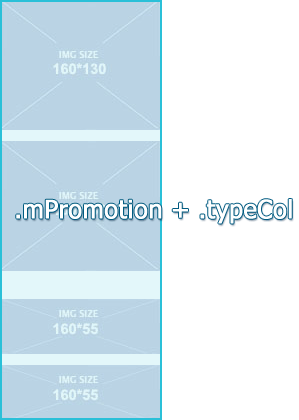 IMG SIZE
160*130
IMG SIZE
.mPromotion + .typeCol
IMG SIZE
160*55
IMG SIZE
160*55